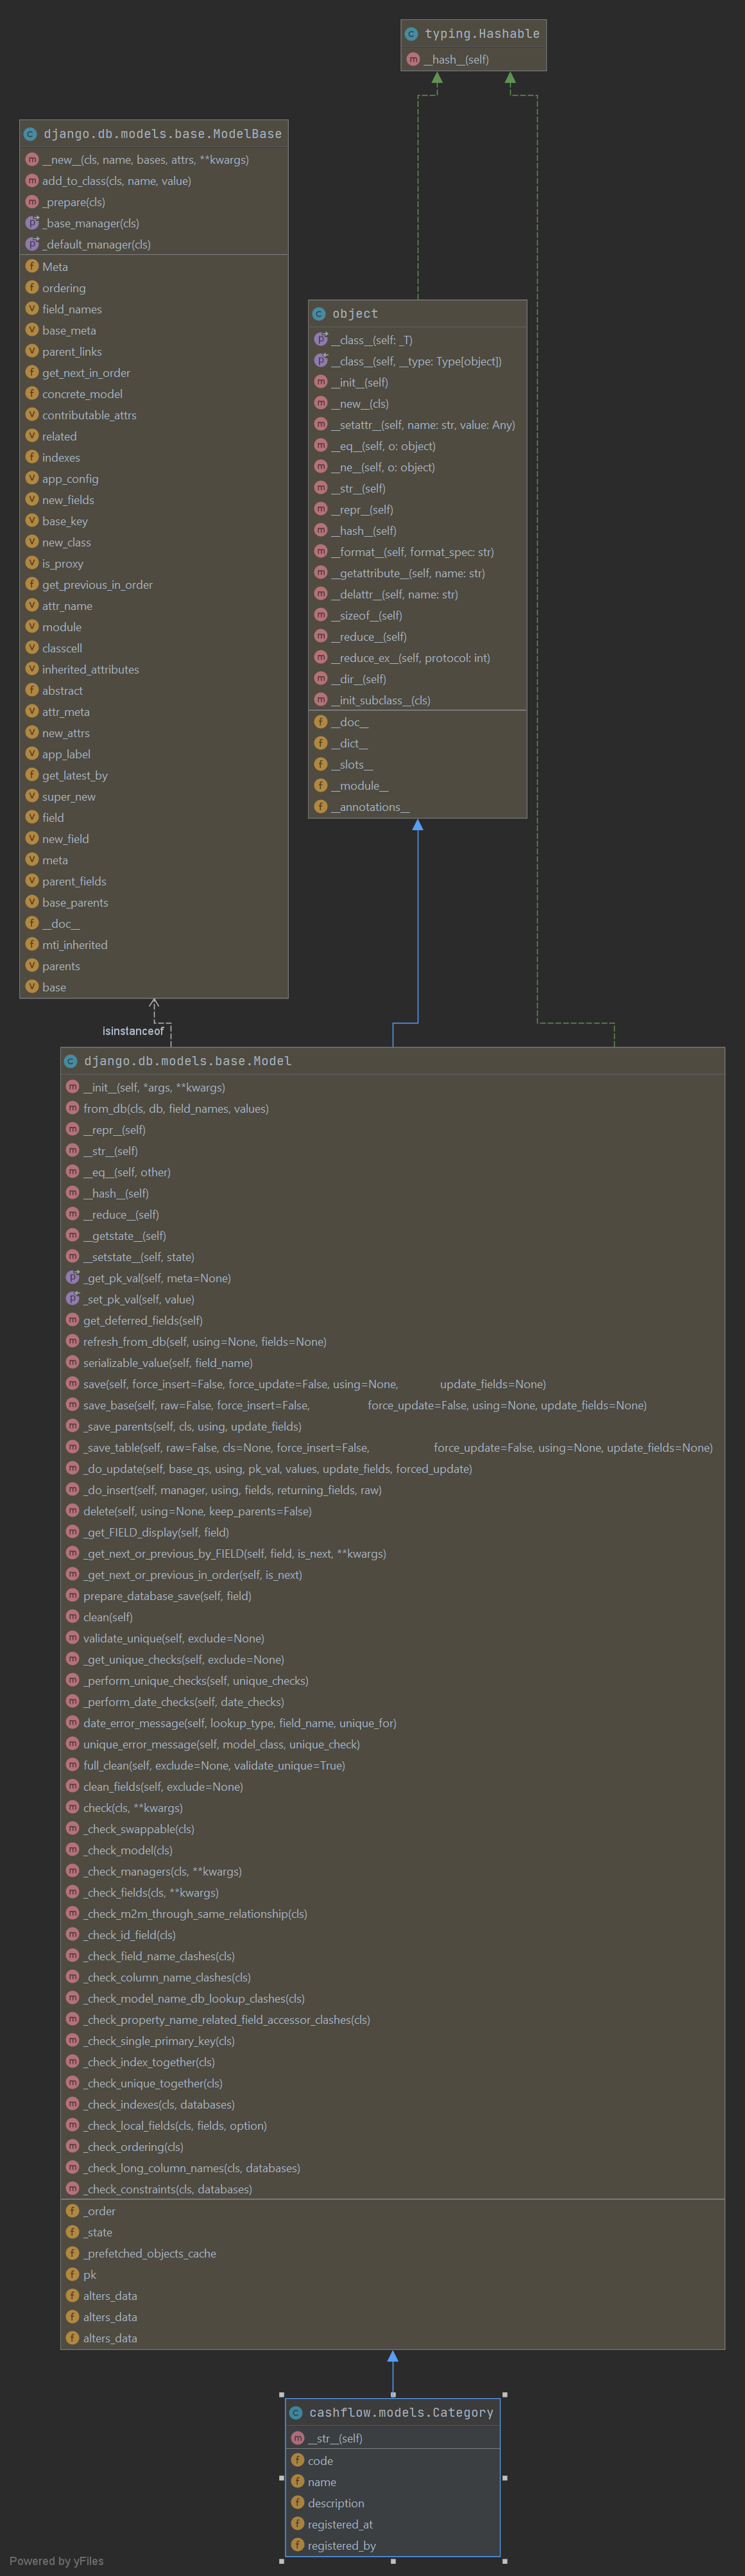 typing.Hashable
__hash__(self)
django.db.models.base.ModelBase
__new__(cls, name, bases, attrs, **kwargs)
add_to_class(cls, name, value)
_prepare(cls)
_base_manager(cls)
_default_manager(cls)
Meta
ordering
field_names
base_meta
parent_links
get_next_in_order
concrete_model
contributable_attrs
related
indexes
app_config
new_fields
base_key
new_class
is_proxy
get_previous_in_order
attr_name
module
classcell
inherited_attributes
abstract
attr_meta
new_attrs
app_label
get_latest_by
super_new
field
new_field
meta
parent_fields
base_parents
__doc__
mti_inherited
parents
base
object
__class__(self: _T)
__class__(self, __type: Type[object])
__init__(self)
__new__(cls)
__setattr__(self, name: str, value: Any)
__eq__(self, o: object)
__ne__(self, o: object)
__str__(self)
__repr__(self)
__hash__(self)
__format__(self, format_spec: str)
__getattribute__(self, name: str)
__delattr__(self, name: str)
__sizeof__(self)
__reduce__(self)
__reduce_ex__(self, protocol: int)
__dir__(self)
__init_subclass__(cls)
__doc__
__dict__
__slots__
__module__
__annotations__
isinstanceof
django.db.models.base.Model
__init__(self, *args, **kwargs)
from_db(cls, db, field_names, values)
__repr__(self)
__str__(self)
__eq__(self, other)
__hash__(self)
__reduce__(self)
__getstate__(self)
__setstate__(self, state)
_get_pk_val(self, meta=None)
_set_pk_val(self, value)
get_deferred_fields(self)
refresh_from_db(self, using=None, fields=None)
serializable_value(self, field_name)
save(self, force_insert=False, force_update=False, using=None, update_fields=None)
save_base(self, raw=False, force_insert=False, force_update=False, using=None, update_fields=None)
_save_parents(self, cls, using, update_fields)
_save_table(self, raw=False, cls=None, force_insert=False, force_update=False, using=None, update_fields=None)
_do_update(self, base_qs, using, pk_val, values, update_fields, forced_update)
_do_insert(self, manager, using, fields, returning_fields, raw)
delete(self, using=None, keep_parents=False)
_get_FIELD_display(self, field)
_get_next_or_previous_by_FIELD(self, field, is_next, **kwargs)
_get_next_or_previous_in_order(self, is_next)
prepare_database_save(self, field)
clean(self)
validate_unique(self, exclude=None)
_get_unique_checks(self, exclude=None)
_perform_unique_checks(self, unique_checks)
_perform_date_checks(self, date_checks)
date_error_message(self, lookup_type, field_name, unique_for)
unique_error_message(self, model_class, unique_check)
full_clean(self, exclude=None, validate_unique=True)
clean_fields(self, exclude=None)
check(cls, **kwargs)
_check_swappable(cls)
_check_model(cls)
_check_managers(cls, **kwargs)
_check_fields(cls, **kwargs)
_check_m2m_through_same_relationship(cls)
_check_id_field(cls)
_check_field_name_clashes(cls)
_check_column_name_clashes(cls)
_check_model_name_db_lookup_clashes(cls)
_check_property_name_related_field_accessor_clashes(cls)
_check_single_primary_key(cls)
_check_index_together(cls)
_check_unique_together(cls)
_check_indexes(cls, databases)
_check_local_fields(cls, fields, option)
_check_ordering(cls)
_check_long_column_names(cls, databases)
_check_constraints(cls, databases)
_order
_state
_prefetched_objects_cache
pk
alters_data
alters_data
alters_data
cashflow.models.Category
__str__(self)
code
name
description
registered_at
registered_by
Powered by yFiles